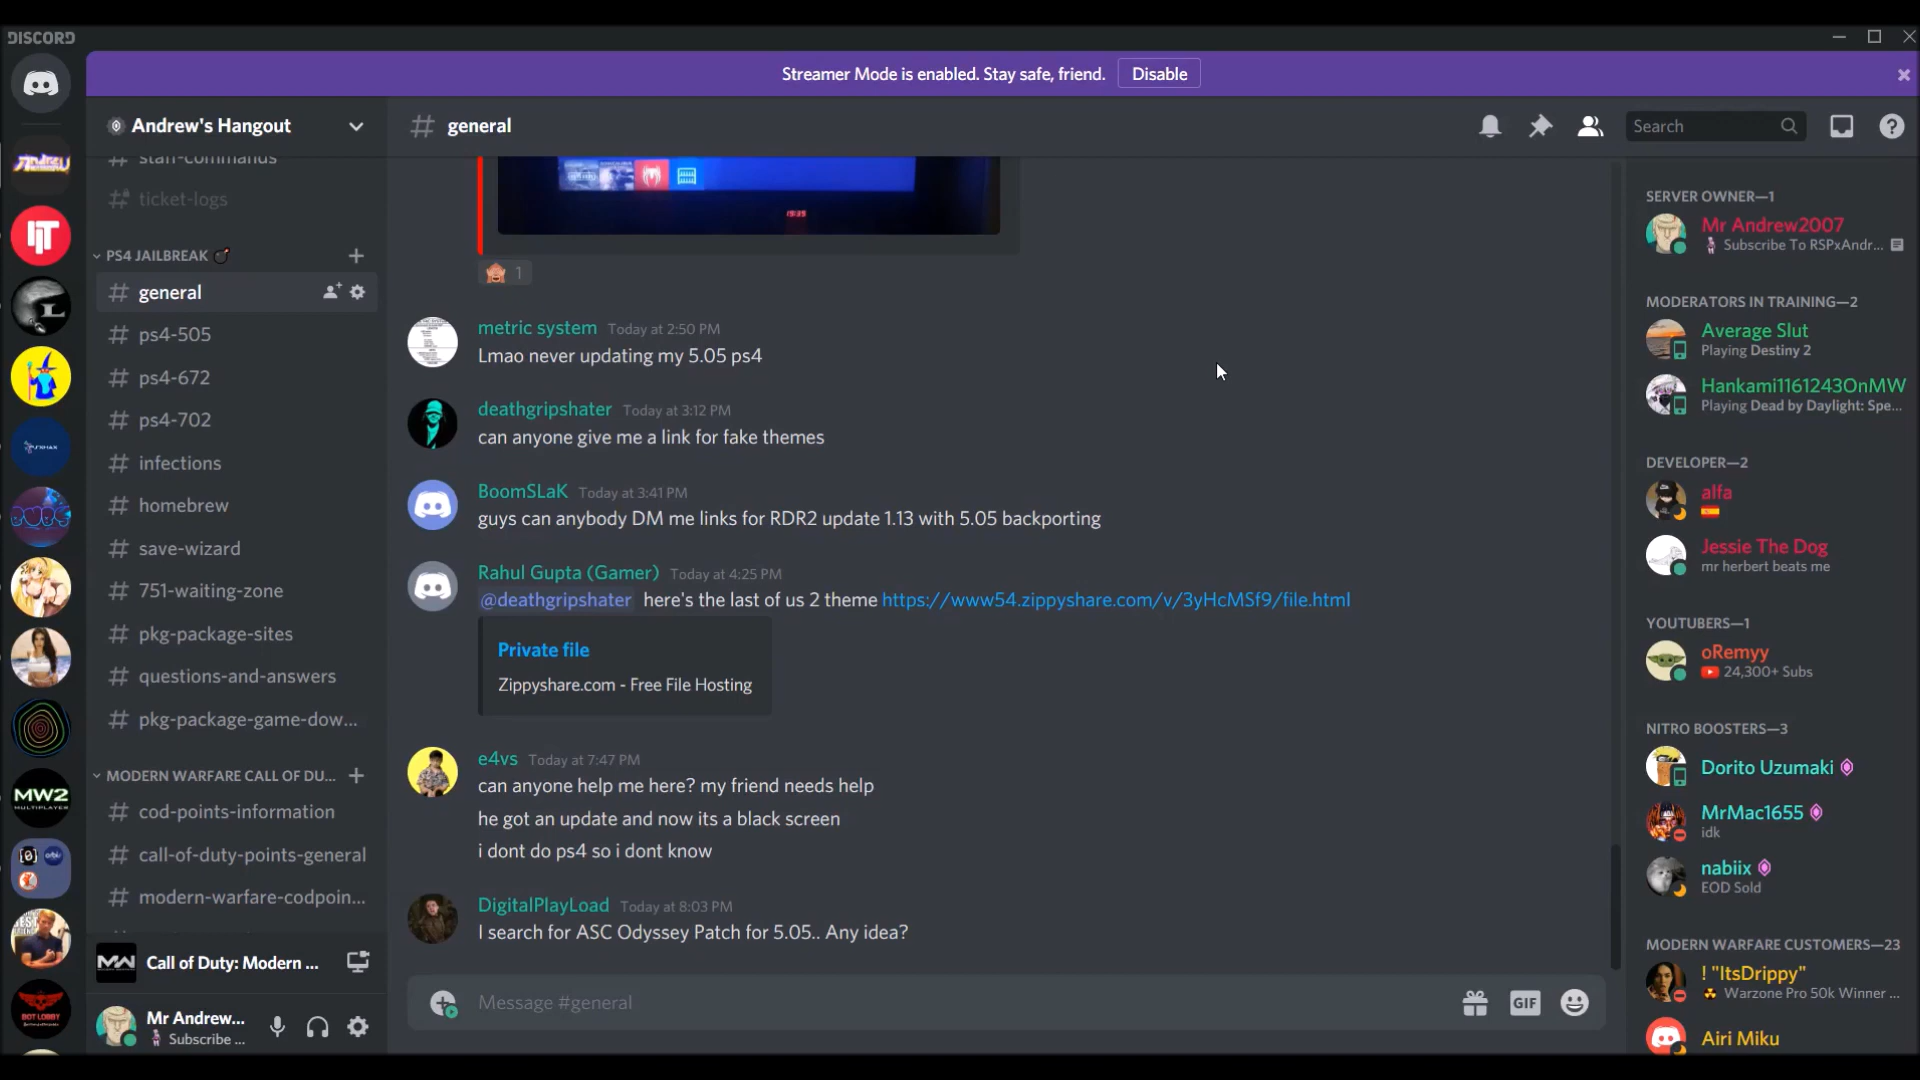 DISCORD
Streamer Mode is enabled. Stay safe, friend.
Disable
Andrew's Hangout
general
Search
staff-commands
ticket-logs
PS4 JAILBREAK
general
ps4-505
ps4-672
ps4-702
infections
homebrew
save-wizard
751-waiting-zone
pkg-package-sites
questions-and-answers
pkg-package-game-dow...
MODERN WARFARE CALL OF DU...
cod-points-information
call-of-duty-points-general
modern-warfare-codpoin...
MW
Call of Duty: Modern ...
Mr Andrew...
Subscribe ...
MW2
MULTIPLAYER
BOT LOBBY
1
metric system Today at 2:50 PM
Lmao never updating my 5.05 ps4
deathgripshater Today at 3:12 PM
can anyone give me a link for fake themes
BoomSLaK Today at 3:41 PM
guys can anybody DM me links for RDR2 update 1.13 with 5.05 backporting
Rahul Gupta (Gamer) Today at 4:25 PM
@deathgripshater here's the last of us 2 theme https://www54.zippyshare.com/v/3yHcMSf9/file.html
Private file
Zippyshare.com - Free File Hosting
e4vs Today at 7:47 PM
can anyone help me here? my friend needs help
he got an update and now its a black screen
i dont do ps4 so i dont know
DigitalPlayLoad Today at 8:03 PM
I search for ASC Odyssey Patch for 5.05.. Any idea?
Message #general
GIF
SERVER OWNER—1
Mr Andrew2007
Subscribe To RSPxAndr...
MODERATORS IN TRAINING—2
Average Slut
Playing Destiny 2
Hankami1161243OnMW
Playing Dead by Daylight: Spe...
DEVELOPER—2
alfa
Jessie The Dog
mr herbert beats me
YOUTUBERS—1
oRemyy
24,300+ Subs
NITRO BOOSTERS—3
Dorito Uzumaki
MrMac1655
idk
nabiix
EOD Sold
MODERN WARFARE CUSTOMERS—23
! "ItsDrippy"
Warzone Pro 50k Winner ...
Airi Miku